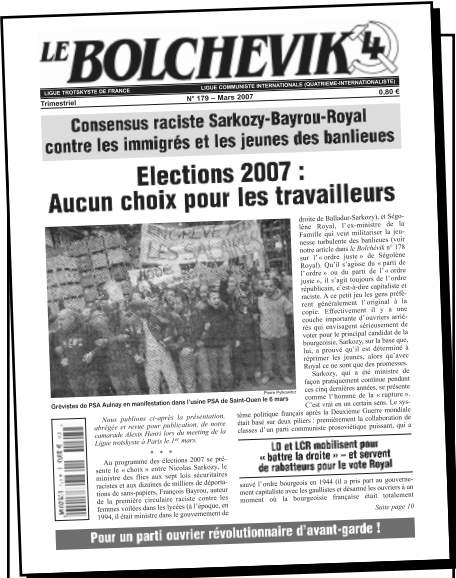 LE BOLCHEVIK
LIGUE TROTSKYSTE DE FRANCE
LIGUE COMMUNISTE INTERNATIONALE (QUATRIEME-INTERNATIONALISTE)
Trimestriel
N° 179 – Mars 2007
0,80 €
Consensus raciste Sarkozy-Bayrou-Royal
contre les immigrés et les jeunes des banlieues
Elections 2007 :
Aucun choix pour les travailleurs
Grévistes de PSA Aulnay en manifestation dans l'usine PSA de Saint-Ouen le 6 mars
Nous publions ci-après la présentation,
abrégée et revue pour publication, de notre
camarade Alexis Henri lors du meeting de la
Ligue trotskyste à Paris le 1er mars.
* * *
Au programme des élections 2007 se pré-
sente le « choix » entre Nicolas Sarkozy, le
ministre des flics aux sept lois sécuritaires
racistes et aux dizaines de milliers de déporta-
tions de sans-papiers, François Bayrou, auteur
de la première circulaire raciste contre les
femmes voilées dans les lycées (à l'époque, en
1994, il était ministre dans le gouvernement de
droite de Balladur-Sarkozy), et Ségo-
lène Royal, l'ex-ministre de la
Famille qui veut militariser la jeu-
nesse turbulente des banlieues (voir
notre article dans le Bolchévik n° 178
sur l'« ordre juste » de Ségolène
Royal). Qu'il s'agisse du « parti de
l'ordre » ou du parti de l'« ordre
juste », il s'agit toujours de l'ordre
républicain, c'est-à-dire capitaliste et
raciste. A ce petit jeu les gens préfè-
rent généralement l'original à la
copie. Effectivement il y a une
couche importante d'ouvriers arrié-
rés qui envisagent sérieusement de
voter pour le principal candidat de la
bourgeoisie, Sarkozy, sur la base que,
lui, a prouvé qu'il est déterminé à
réprimer les jeunes, alors qu'avec
Royal ce ne sont que des promesses.
Sarkozy, qui a été ministre de
façon pratiquement continue pendant
ces cinq dernières années, se présente
comme l'homme de la « rupture ».
C'est vrai en un certain sens. Le sys-
tème politique français après la Deuxième Guerre mondiale
était basé sur deux piliers : premièrement la collaboration de
classes d'un parti communiste prosoviétique puissant, qui a
LO et LCR mobilisent pour
« battre la droite » – et servent
de rabatteurs pour le vote Royal
sauvé l'ordre bourgeois en 1944 (il a pris part au gouverne-
ment capitaliste avec les gaullistes et désarmé les ouvriers à un
moment où la bourgeoisie française était totalement
Suite page 10
Pour un parti ouvrier révolutionnaire d'avant-garde !